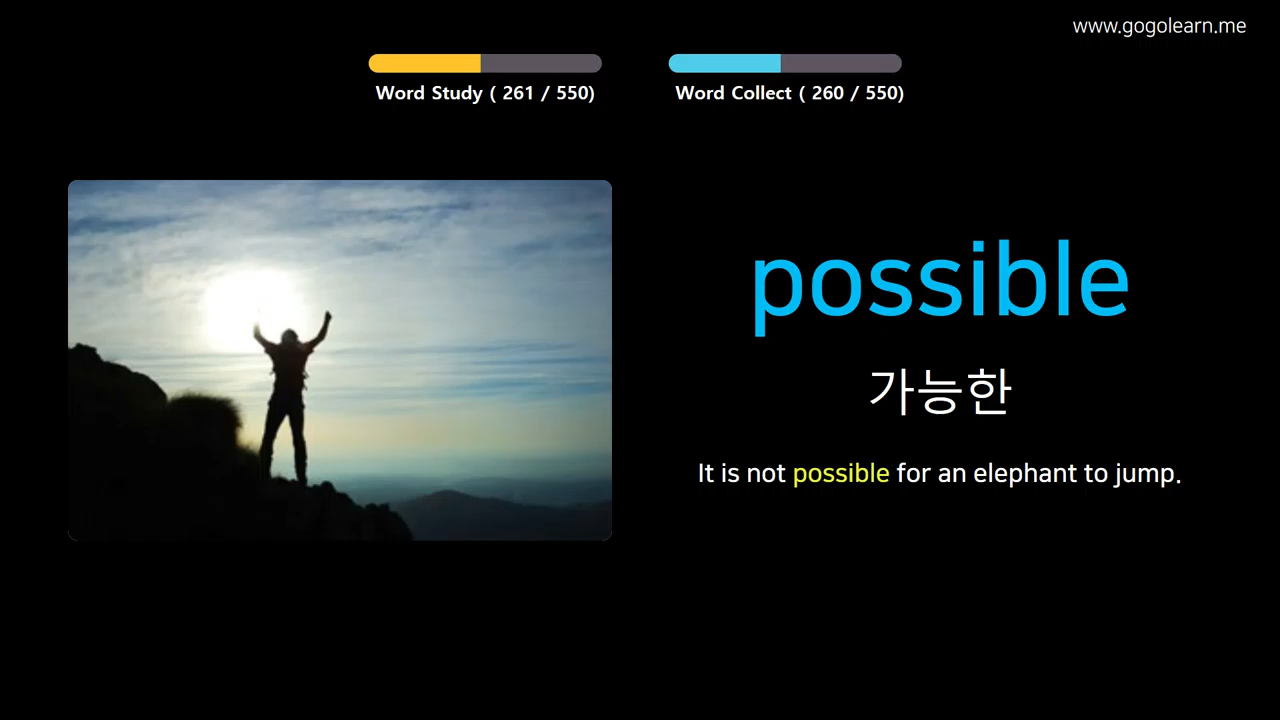 www.gogolearn.me
Word Study ( 261 / 550)
Word Collect ( 260 / 550)
possible
가능한
It is not possible for an elephant to jump.